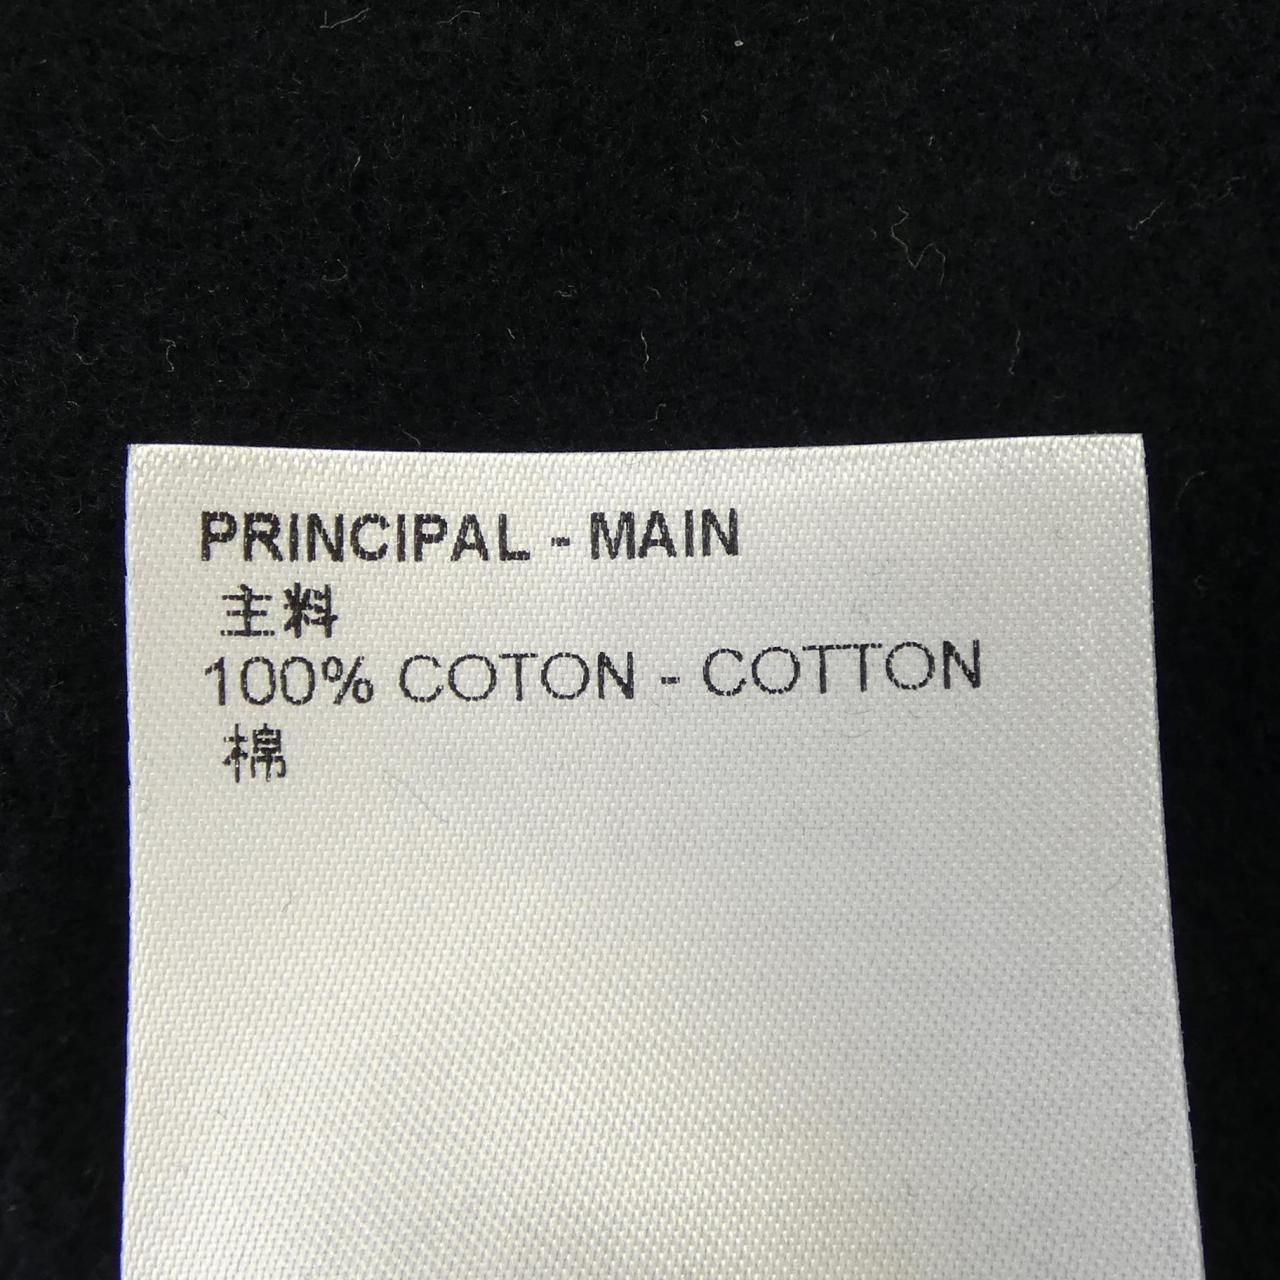 PRINCIPAL - MAIN
主料
100% COTON - COTTON
棉